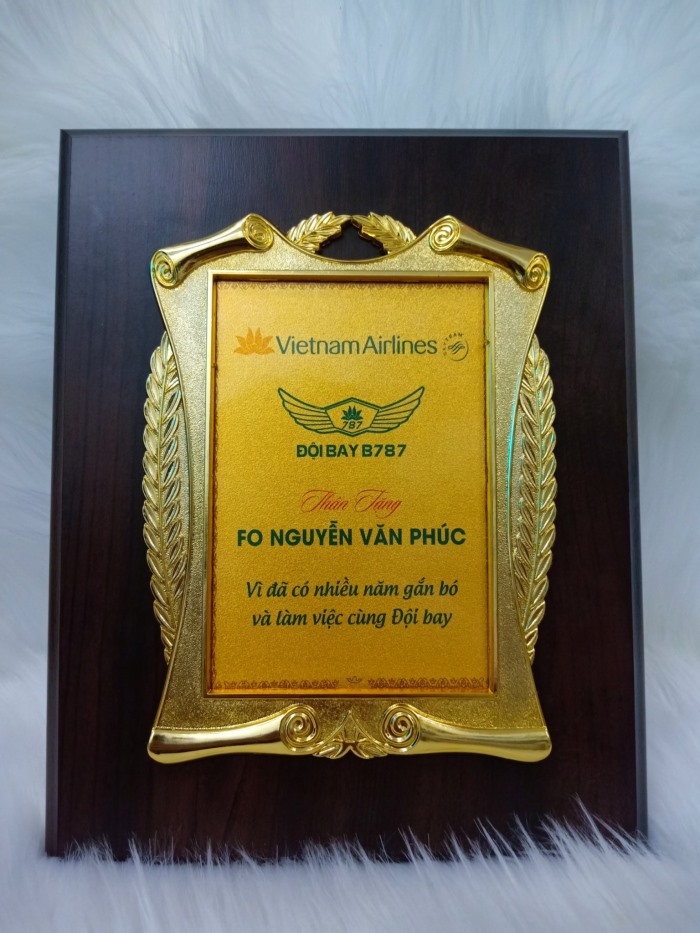 Vietnam Airlines
787
ĐỘI BAY B787
Thân Tặng
FO NGUYỄN VĂN PHÚC
Vì đã có nhiều năm gắn bó
và làm việc cùng Đội bay